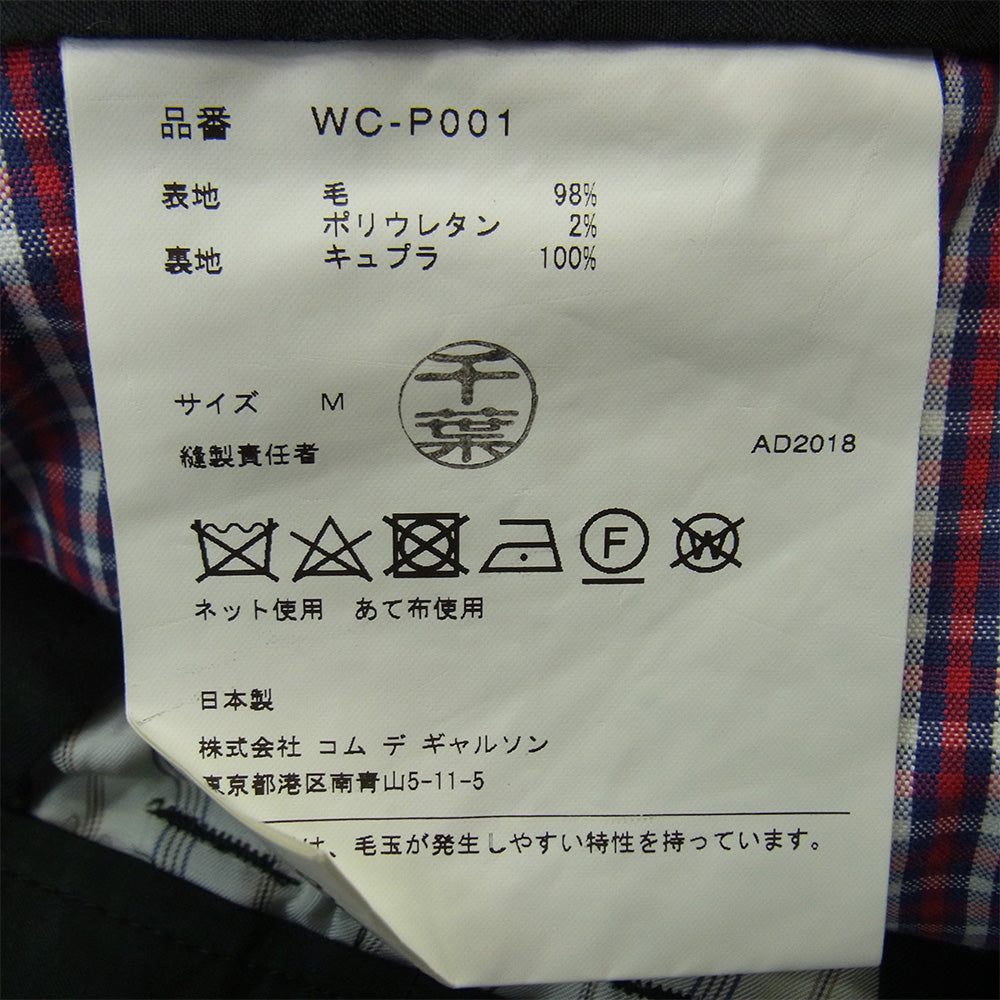 品番 WC-P001
表地 毛 98%
ポリウレタン 2%
裏地 キュプラ 100%
サイズ M
千葉
縫製責任者
AD2018
F
W
ネット使用 あて布使用
日本製
株式会社 コム デ ギャルソン
東京都港区南青山5-11-5
は、毛玉が発生しやすい特性を持っています。